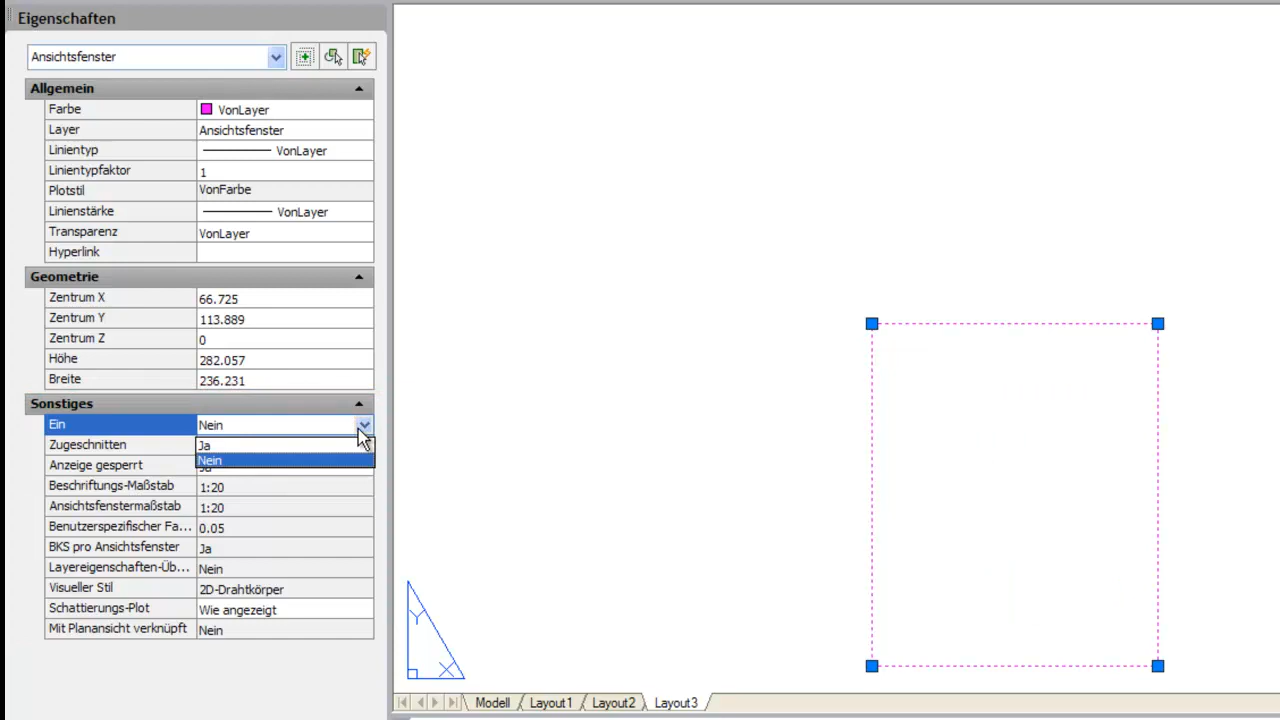 Eigenschaften
Ansichtsfenster
Allgemein
Farbe VonLayer
Layer Ansichtsfenster
Linientyp VonLayer
Linientypfaktor 1
Plotstil VonFarbe
Linienstärke VonLayer
Transparenz VonLayer
Hyperlink
Geometrie
Zentrum X 66.725
Zentrum Y 113.889
Zentrum Z 0
Höhe 282.057
Breite 236.231
Sonstiges
Ein Nein
Zugeschnitten Ja
Nein
Anzeige gesperrt Ja
Beschriftungs-Maßstab 1:20
Ansichtsfenstermaßstab 1:20
Benutzerspezifischer Fa... 0.05
BKS pro Ansichtsfenster Ja
Layereigenschaften-Üb... Nein
Visueller Stil 2D-Drahtkörper
Schattierungs-Plot Wie angezeigt
Mit Planansicht verknüpft Nein
Y
X
Modell Layout1 Layout2 Layout3